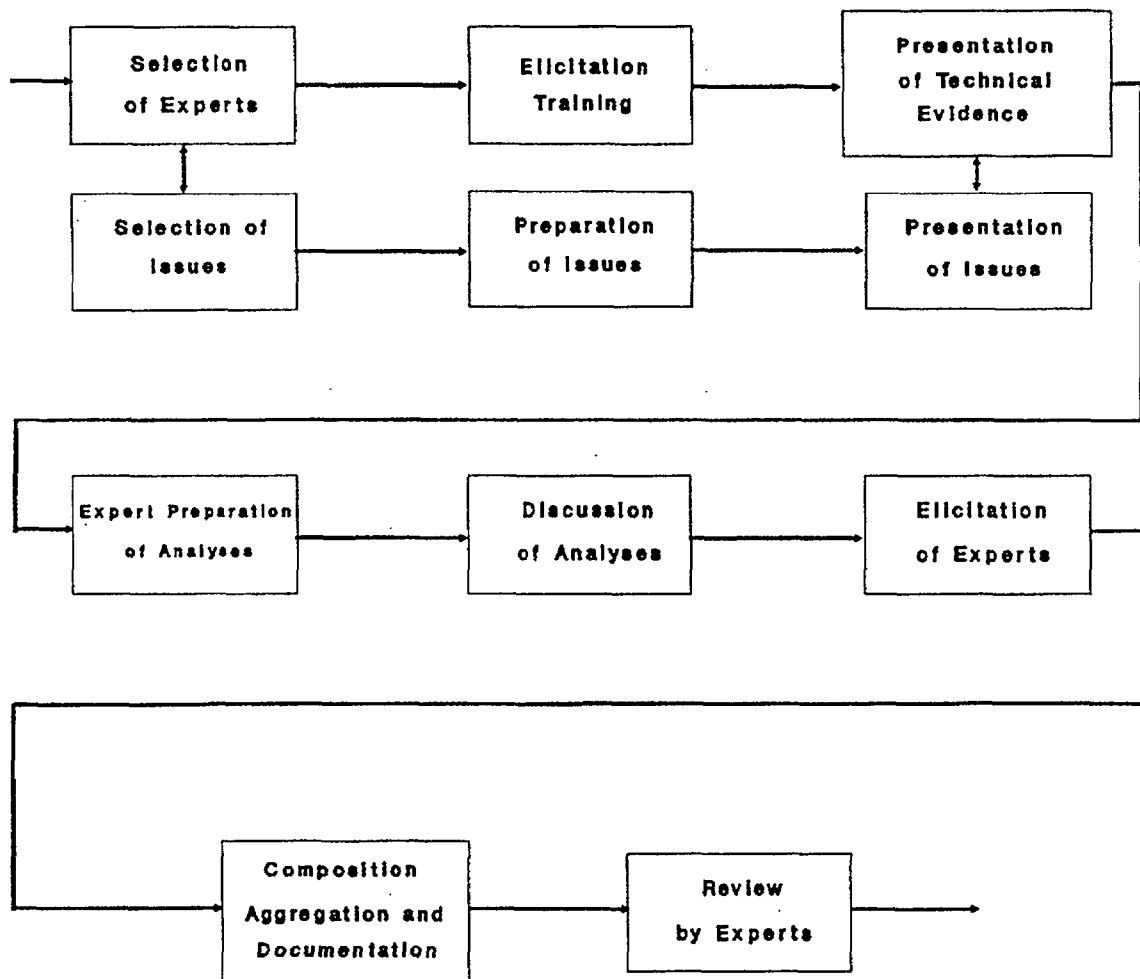 Selection
of Experts
Elicitation
Training
Presentation
of Technical
Evidence
Selection of
Issues
Preparation
of Issues
Presentation
of Issues
Expert Preparation
of Analyses
Discussion
of Analyses
Elicitation
of Experts
Composition
Aggregation and
Documentation
Review
by Experts